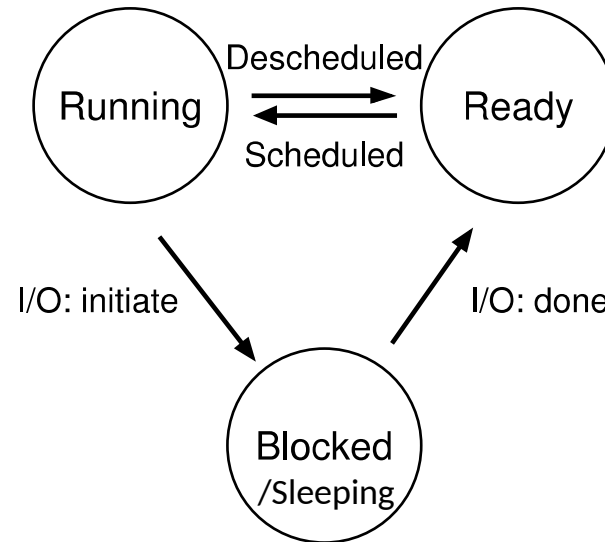 Descheduled
Running
Ready
Scheduled
I/O: initiate
I/O: done
Blocked
/Sleeping